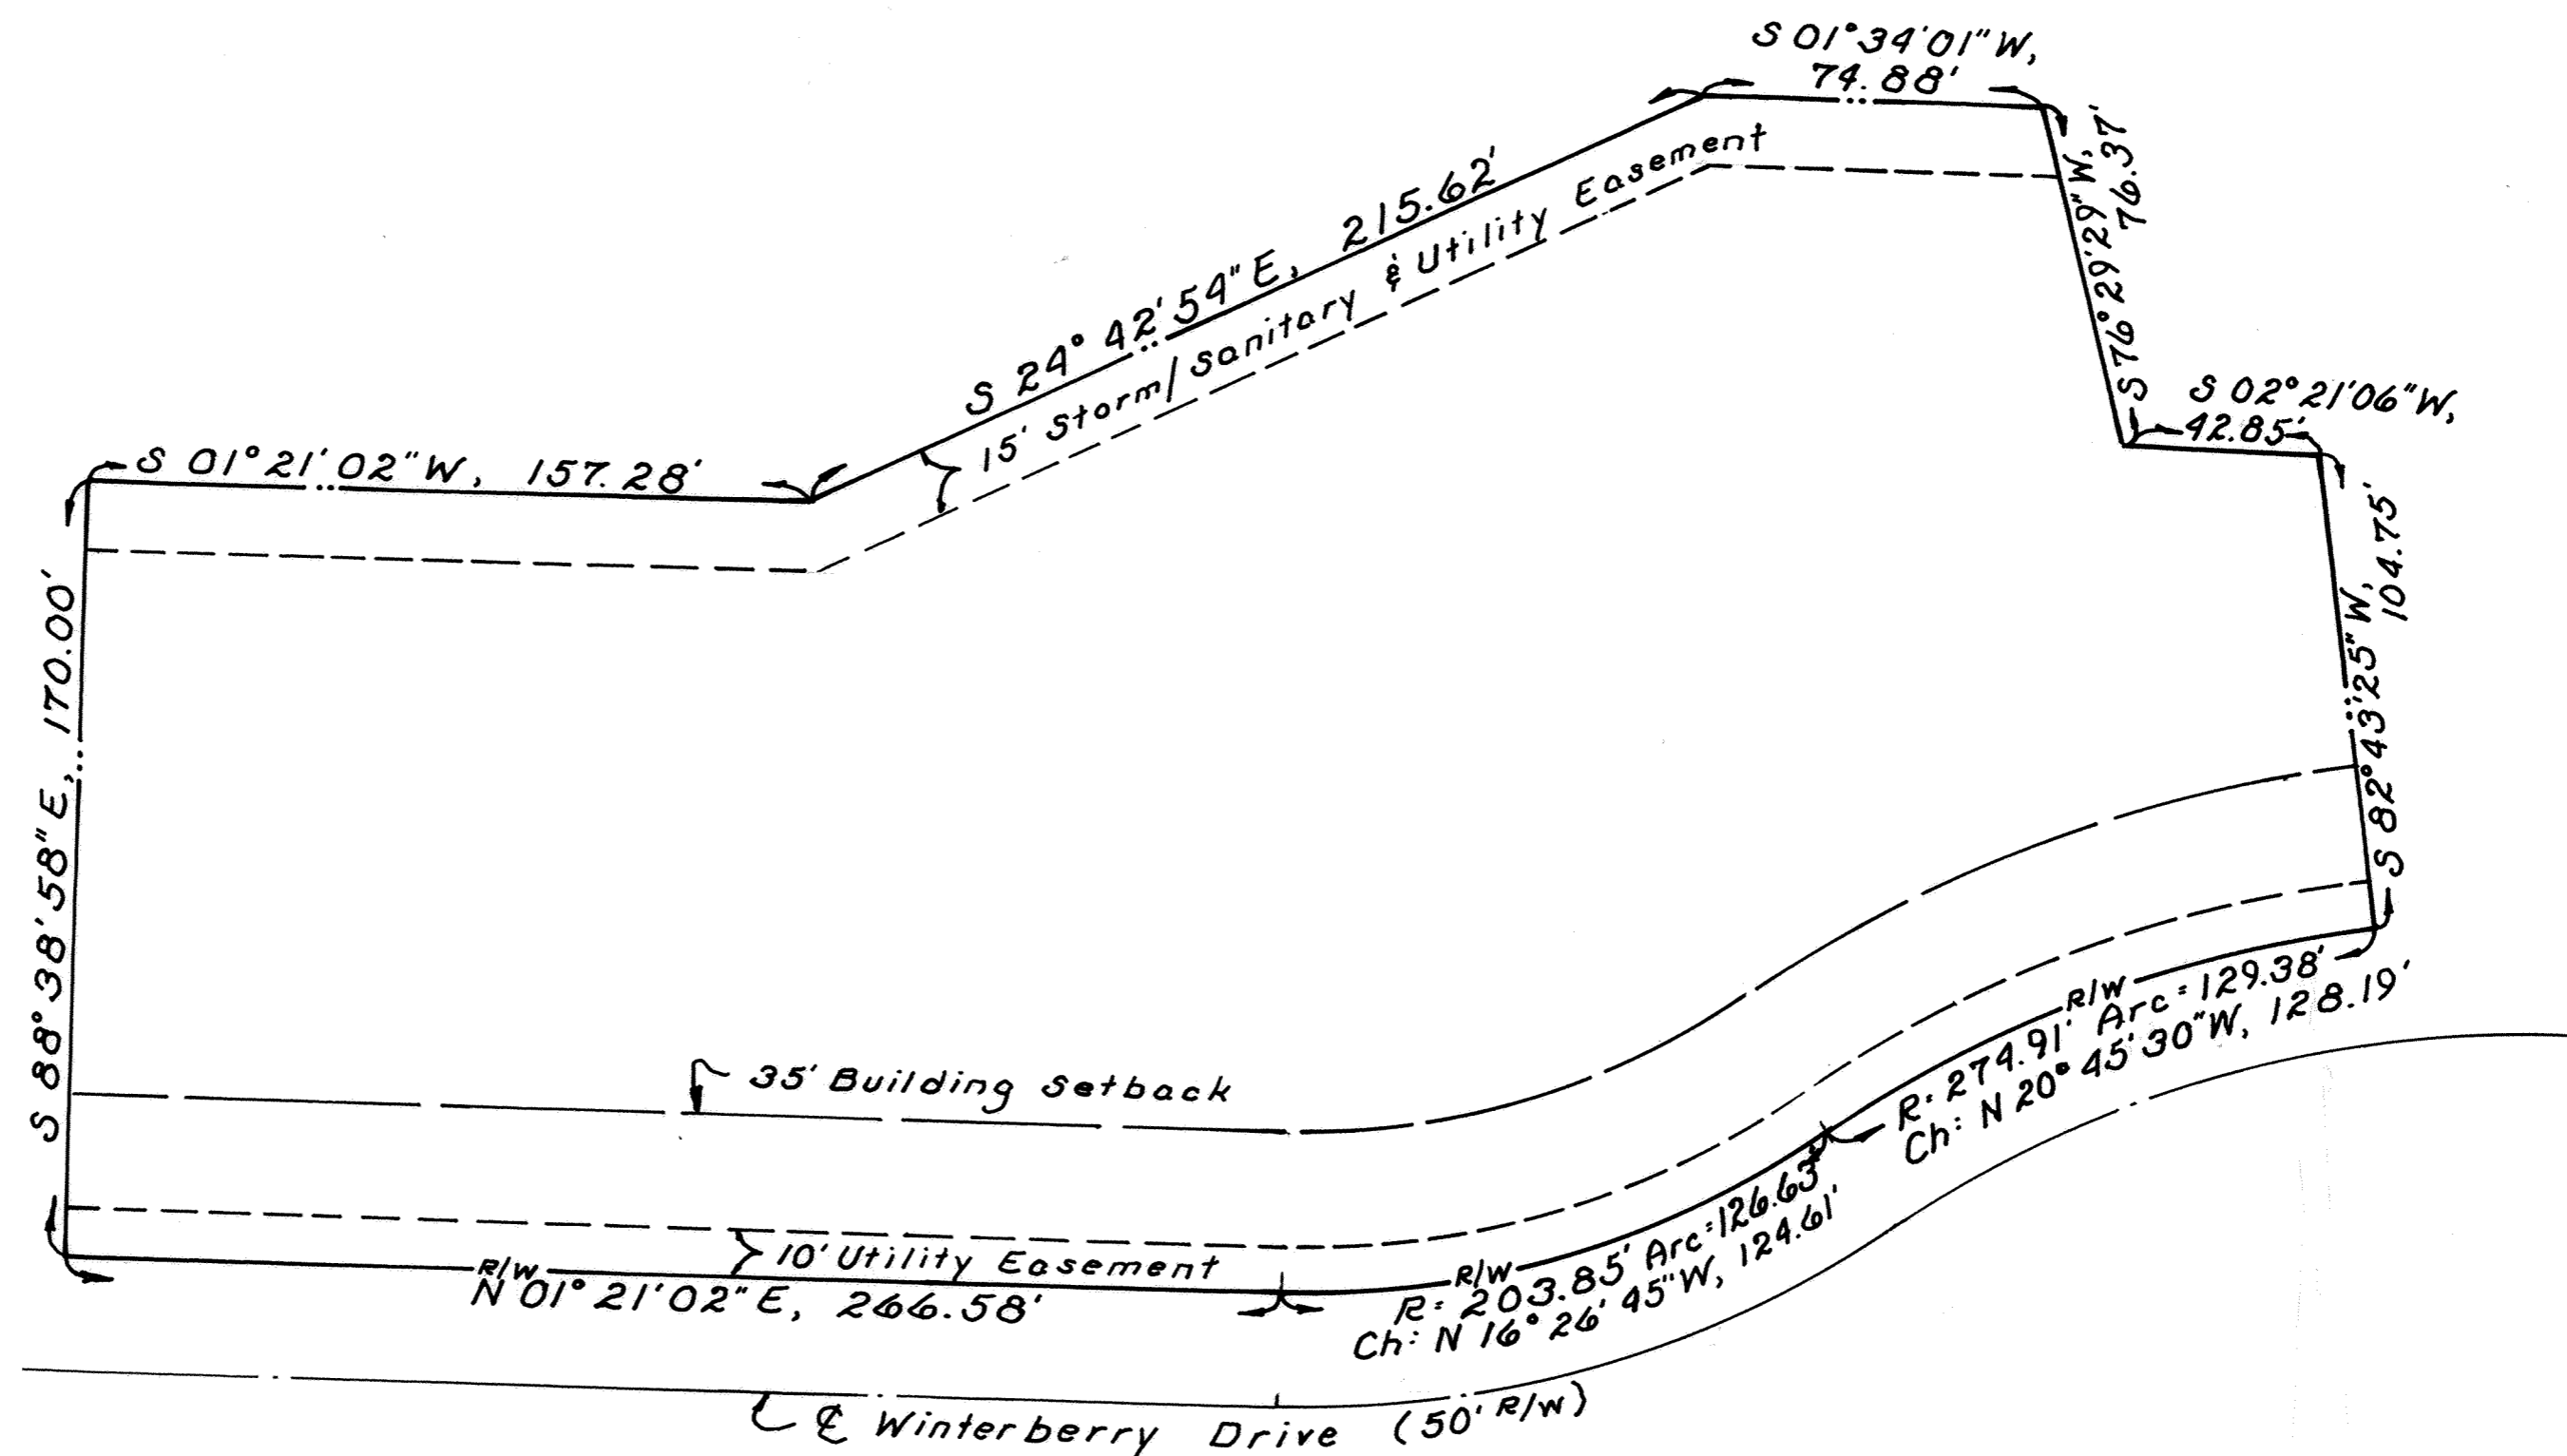 S 01°34'01"W,
74.88'
S 76°29'29"W,
76.37'
S 24°42'54"E, 215.62'
15' Storm/Sanitary & Utility Easement
S 02°21'06"W,
42.85'
S 01°21'02"W, 157.28'
S 82°43'25"W,
104.75'
S 88°38'58"E, 170.00'
35' Building Setback
10' Utility Easement
R/W
N 01°21'02"E, 266.58'
R/W
R= 203.85' Arc=126.63'
Ch: N 16°26'45"W, 124.61'
R/W
R= 274.91' Arc=129.38'
Ch: N 20°45'30"W, 128.19'
℄ Winterberry Drive (50' R/W)